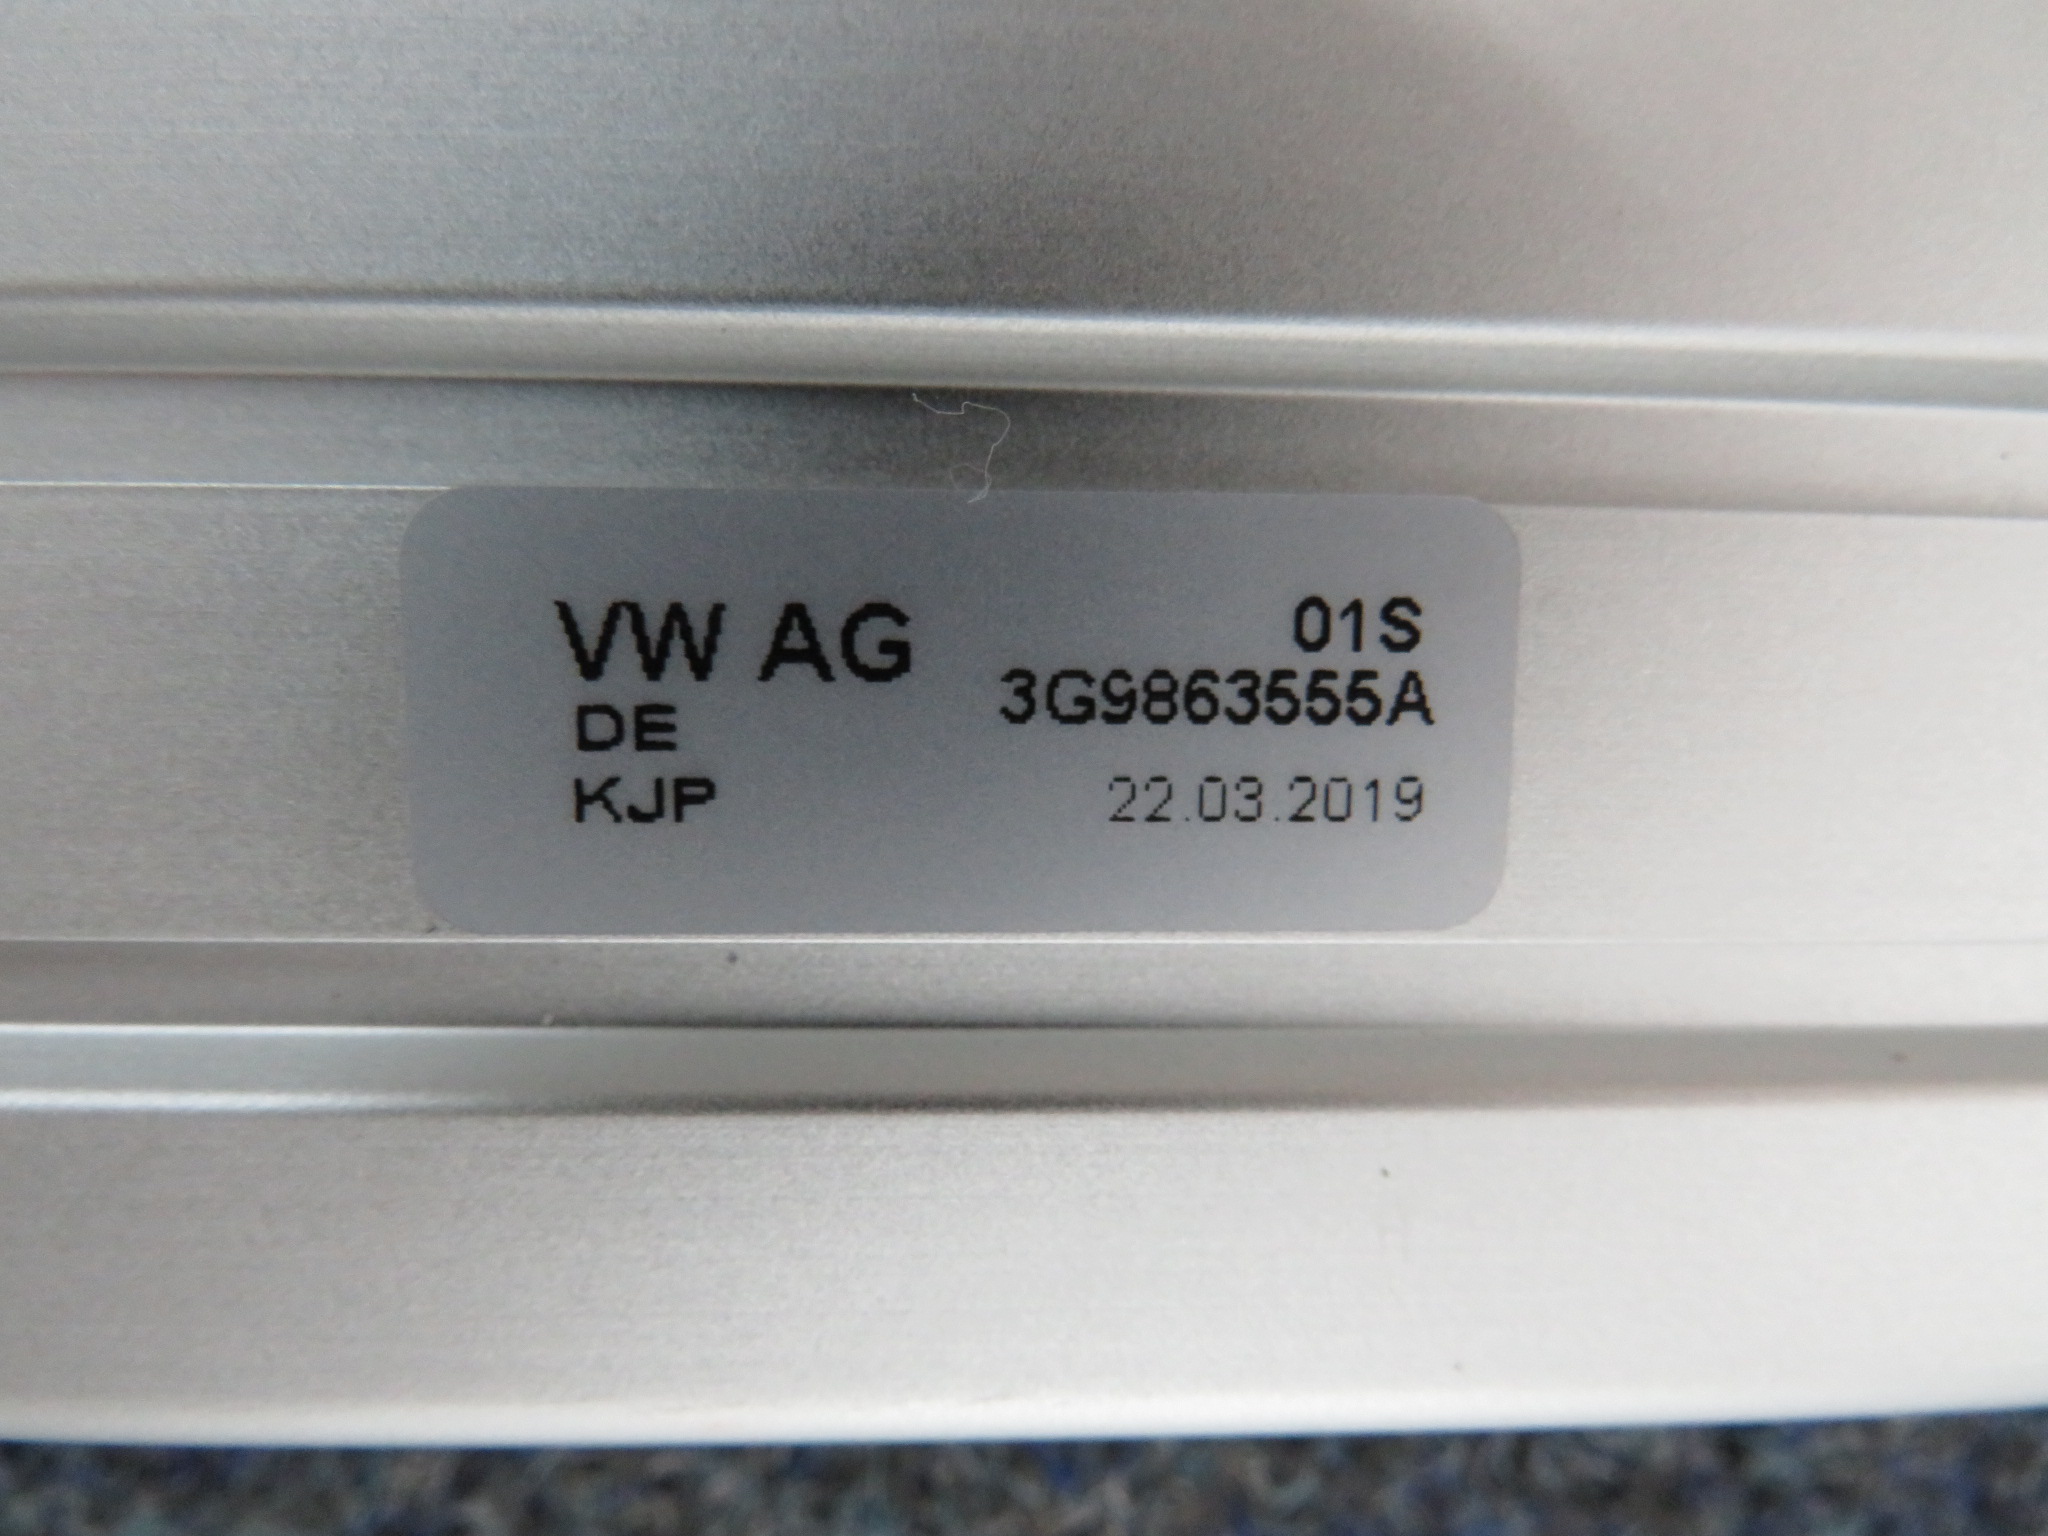 VW AG
DE
KJP
01S
3G9863555A
22.03.2019